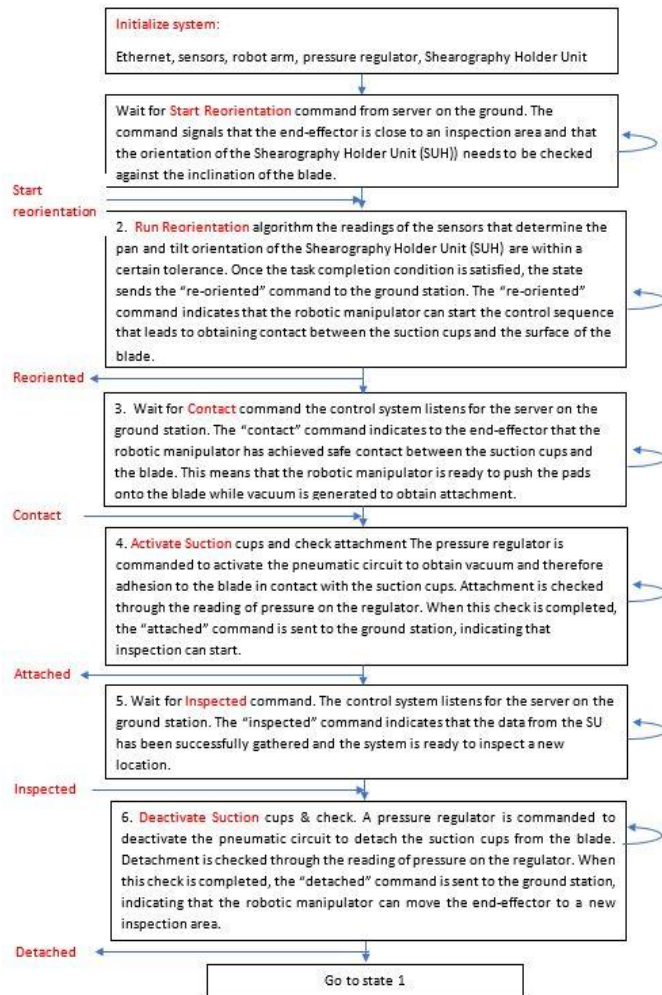 Initialize system:
Ethernet, sensors, robot arm, pressure regulator, Shearography Holder Unit
Wait for Start Reorientation command from server on the ground. The
command signals that the end-effector is close to an inspection area and that
the orientation of the Shearography Holder Unit (SUH)) needs to be checked
against the inclination of the blade.
Start
reorientation
2. Run Reorientation algorithm the readings of the sensors that determine the
pan and tilt orientation of the Shearography Holder Unit (SUH) are within a
certain tolerance. Once the task completion condition is satisfied, the state
sends the “re-oriented” command to the ground station. The “re-oriented”
command indicates that the robotic manipulator can start the control sequence
that leads to obtaining contact between the suction cups and the surface of the
blade.
Reoriented
3. Wait for Contact command the control system listens for the server on the
ground station. The “contact” command indicates to the end-effector that the
robotic manipulator has achieved safe contact between the suction cups and
the blade. This means that the robotic manipulator is ready to push the pads
onto the blade while vacuum is generated to obtain attachment.
Contact
4. Activate Suction cups and check attachment The pressure regulator is
commanded to activate the pneumatic circuit to obtain vacuum and therefore
adhesion to the blade in contact with the suction cups. Attachment is checked
through the reading of pressure on the regulator. When this check is completed,
the “attached” command is sent to the ground station, indicating that
inspection can start.
Attached
5. Wait for Inspected command. The control system listens for the server on the
ground station. The “inspected” command indicates that the data from the SU
has been successfully gathered and the system is ready to inspect a new
location.
Inspected
6. Deactivate Suction cups & check. A pressure regulator is commanded to
deactivate the pneumatic circuit to detach the suction cups from the blade.
Detachment is checked through the reading of pressure on the regulator. When
this check is completed, the “detached” command is sent to the ground station,
indicating that the robotic manipulator can move the end-effector to a new
inspection area.
Detached
Go to state 1